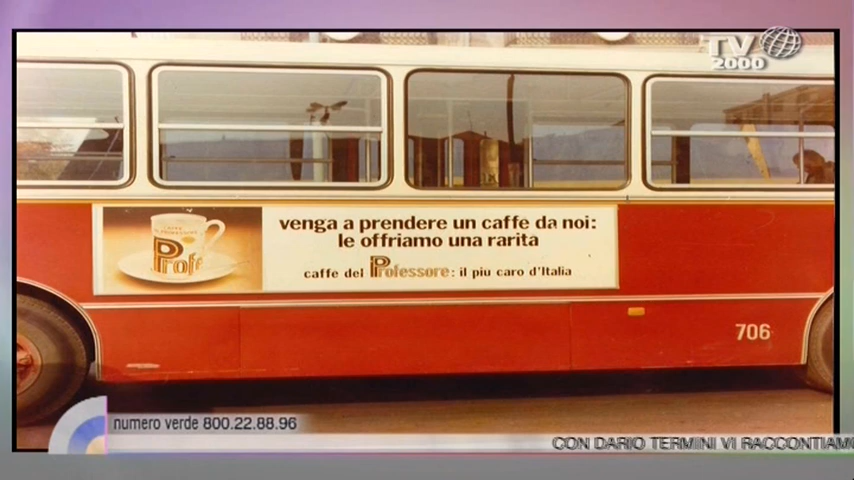 TV
2000
venga a prendere un caffe da noi:
le offriamo una rarita
caffe del Professore: il piu caro d'Italia
Prof
706
numero verde 800.22.88.96
CON DARIO TERMINI VI RACCONTIAMO